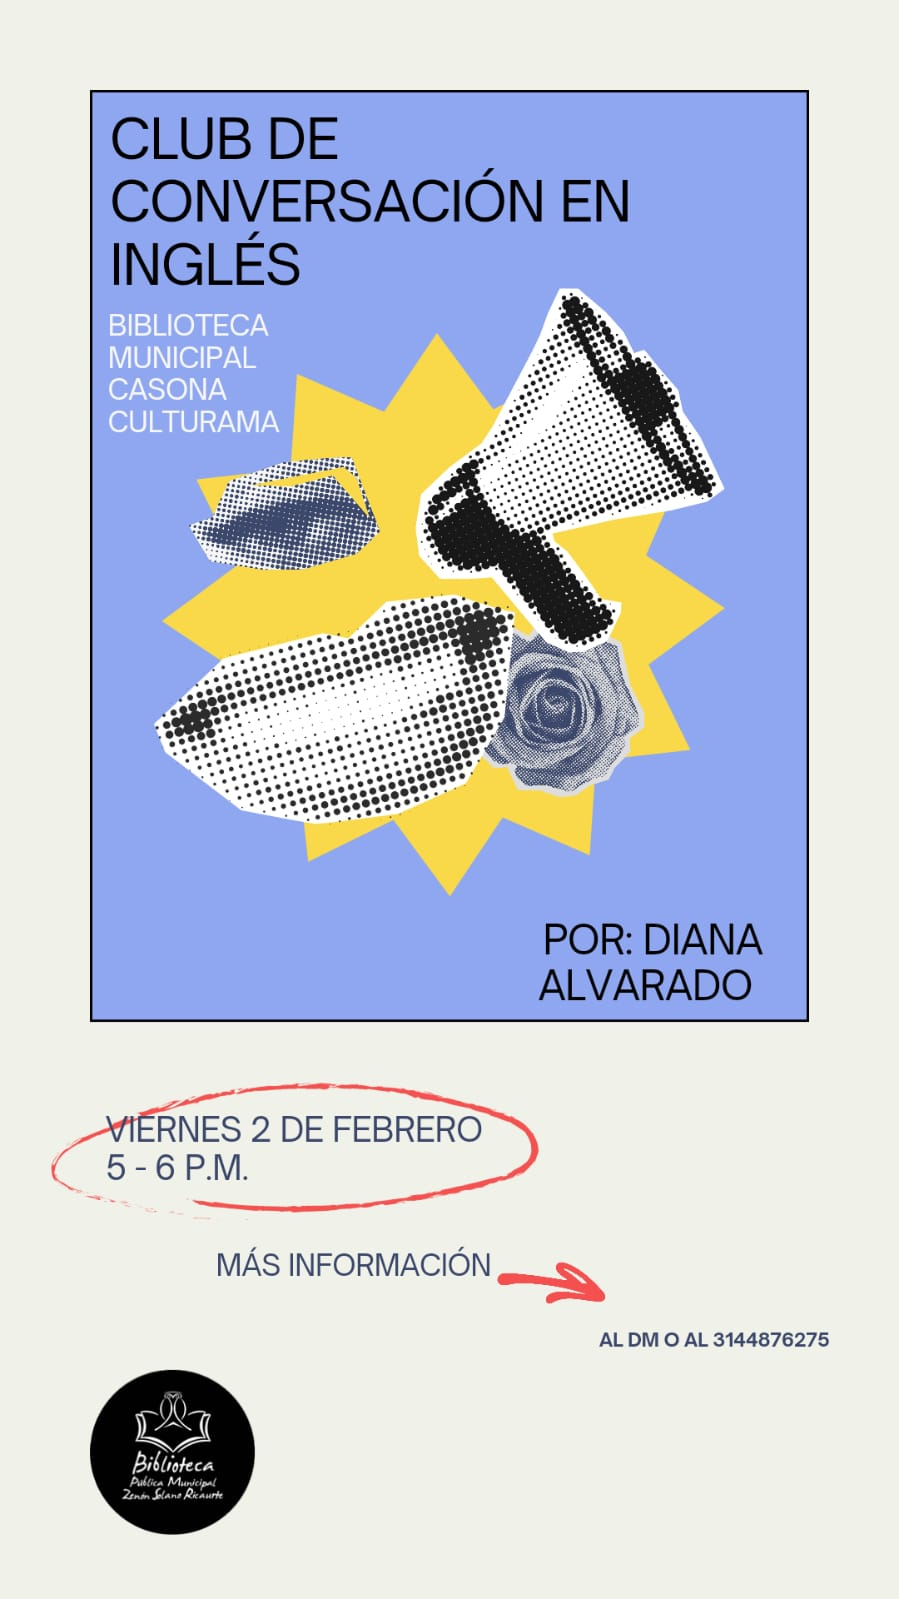 CLUB DE
CONVERSACIÓN EN
INGLÉS
BIBLIOTECA
MUNICIPAL
CASONA
CULTURAMA
POR: DIANA
ALVARADO
VIERNES 2 DE FEBRERO
5 - 6 P.M.
MÁS INFORMACIÓN
AL DM O AL 3144876275
Biblioteca
Pública Municipal
Zenón Solano Ricaurte